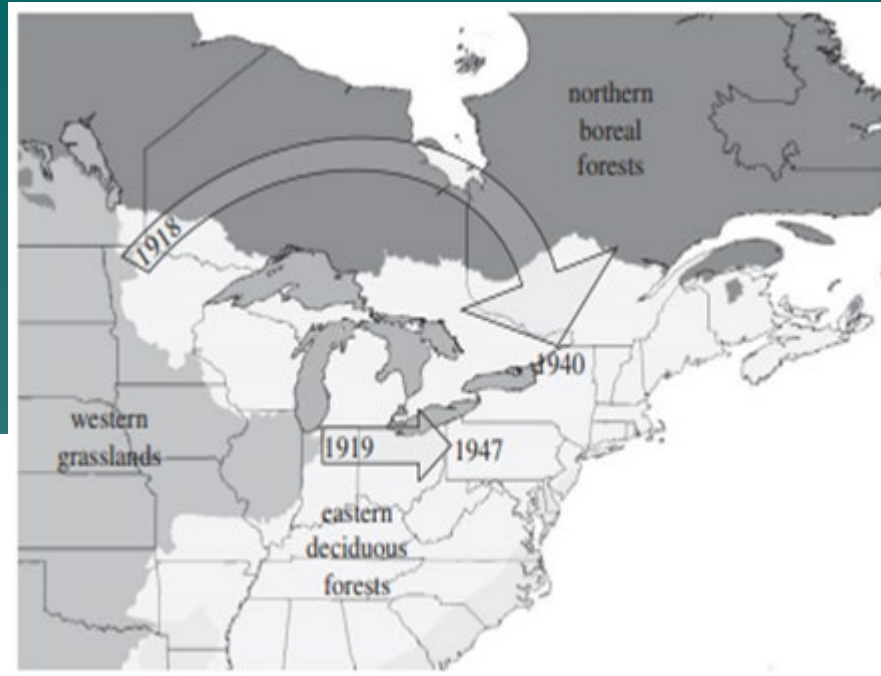 northern
boreal
forests
1918
1940
western
grasslands
1919
1947
eastern
deciduous
forests